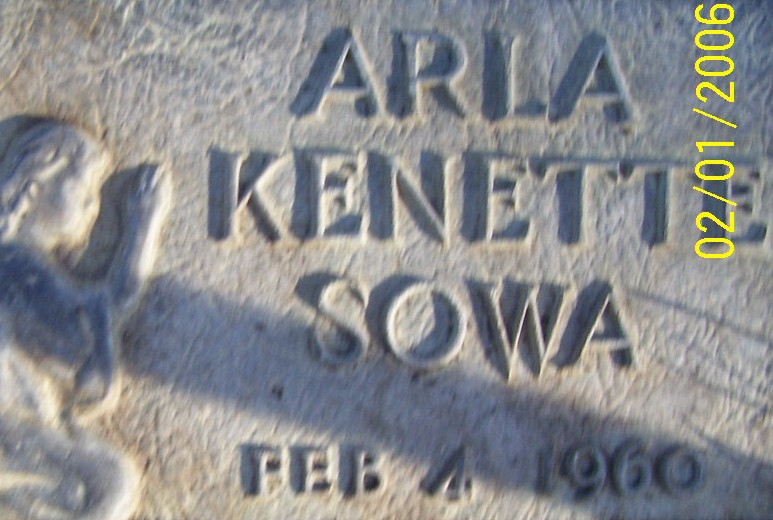 ARLA
KENETTE
SOWA
FEB 4 1960
02/01/2006